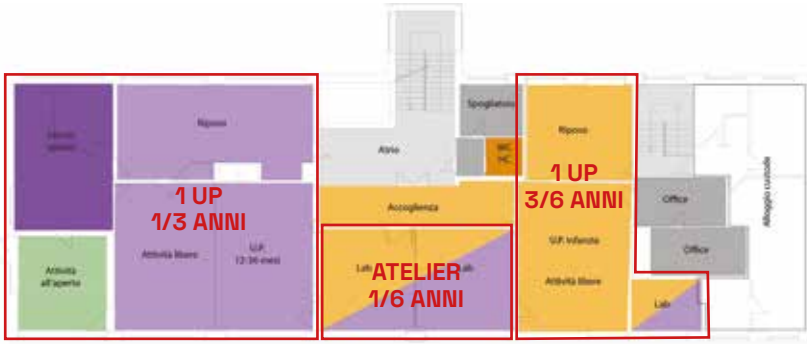 Spogliatoio
Riposo
Riposo
Atrio
WC
1 UP
1/3 ANNI
1 UP
3/6 ANNI
Accoglienza
Office
Alloggio custode
Attività libere
U.P.
12-36 mesi
U.P. Infanzia
Office
Attività
all'aperto
Lab
Lab
ATELIER
1/6 ANNI
Attività libere
Lab